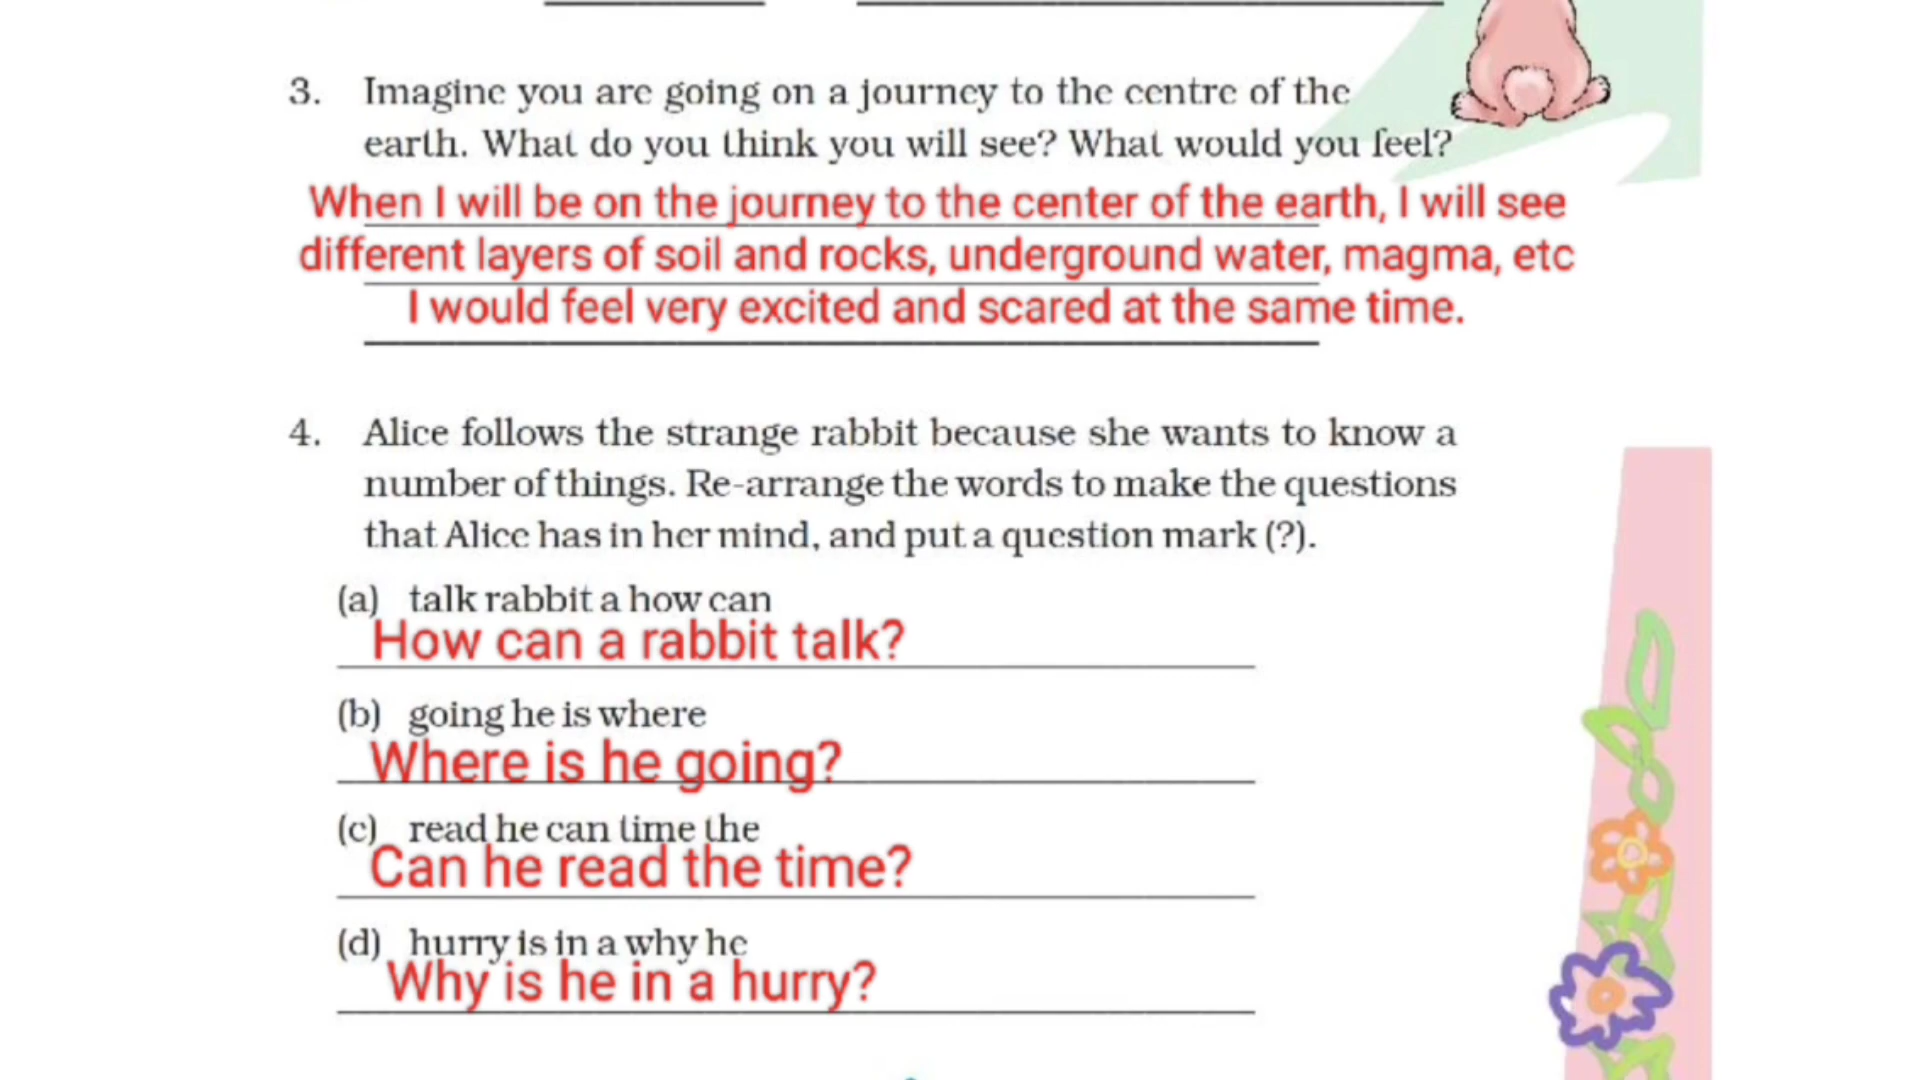 3. Imagine you are going on a journey to the centre of the
earth. What do you think you will see? What would you feel?
When I will be on the journey to the center of the earth, I will see
different layers of soil and rocks, underground water, magma, etc
I would feel very excited and scared at the same time.
4. Alice follows the strange rabbit because she wants to know a
number of things. Re-arrange the words to make the questions
that Alice has in her mind, and put a question mark (?).
(a) talk rabbit a how can
How can a rabbit talk?
(b) going he is where
Where is he going?
(c) read he can time the
Can he read the time?
(d) hurry is in a why he
Why is he in a hurry?